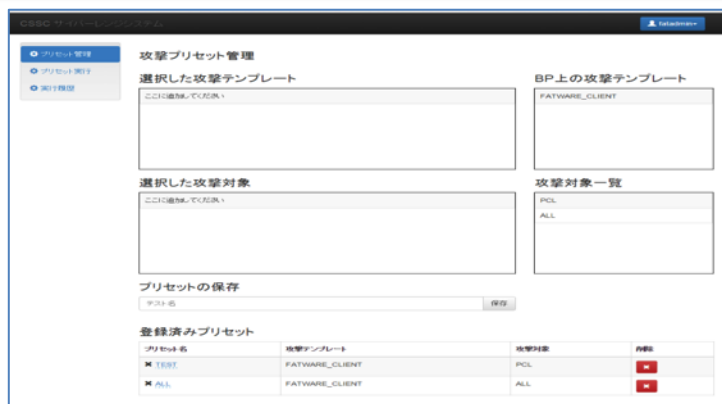 CSSC サイバーレンジシステム
fatadmin
プリセット管理
プリセット実行
実行履歴
攻撃プリセット管理
選択した攻撃テンプレート
BP上の攻撃テンプレート
ここに追加してください
FATWARE_CLIENT
選択した攻撃対象
攻撃対象一覧
ここに追加してください
PCL
ALL
プリセットの保存
テスト名
保存
登録済みプリセット
プリセット名 攻撃テンプレート 攻撃対象 削除
TEST FATWARE_CLIENT PCL
ALL FATWARE_CLIENT ALL